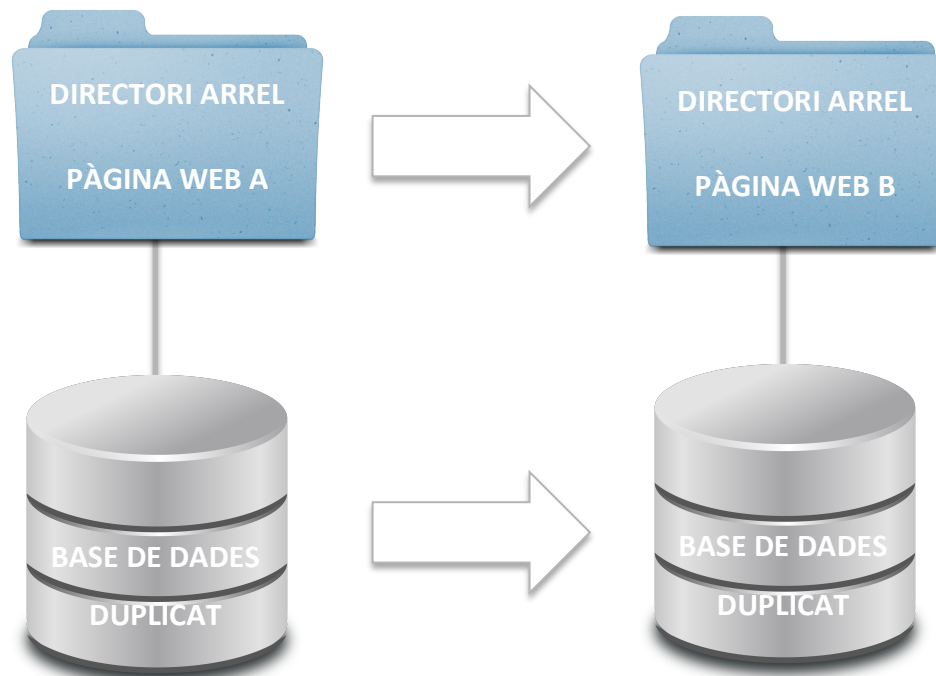 DIRECTORI ARREL
PÀGINA WEB A
DIRECTORI ARREL
PÀGINA WEB B
BASE DE DADES
DUPLICAT
BASE DE DADES
DUPLICAT